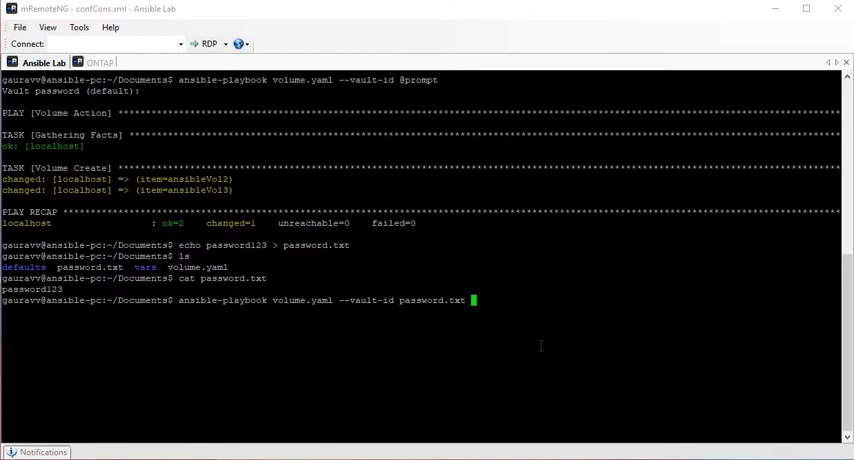 mRemoteNG - confCons.xml - Ansible Lab
File View Tools Help
Connect: RDP
Ansible Lab ONTAP
gauravv@ansible-pc:~/Documents$ ansible-playbook volume.yaml --vault-id @prompt
Vault password (default):
PLAY [Volume Action] ****************************************************************************************************************************************
TASK [Gathering Facts] **************************************************************************************************************************************
ok: [localhost]
TASK [Volume Create] ****************************************************************************************************************************************
changed: [localhost] => (item=ansibleVol2)
changed: [localhost] => (item=ansibleVol3)
PLAY RECAP **************************************************************************************************************************************************
localhost : ok=2 changed=1 unreachable=0 failed=0
gauravv@ansible-pc:~/Documents$ echo password123 > password.txt
gauravv@ansible-pc:~/Documents$ ls
defaults password.txt vars volume.yaml
gauravv@ansible-pc:~/Documents$ cat password.txt
password123
gauravv@ansible-pc:~/Documents$ ansible-playbook volume.yaml --vault-id password.txt
Notifications